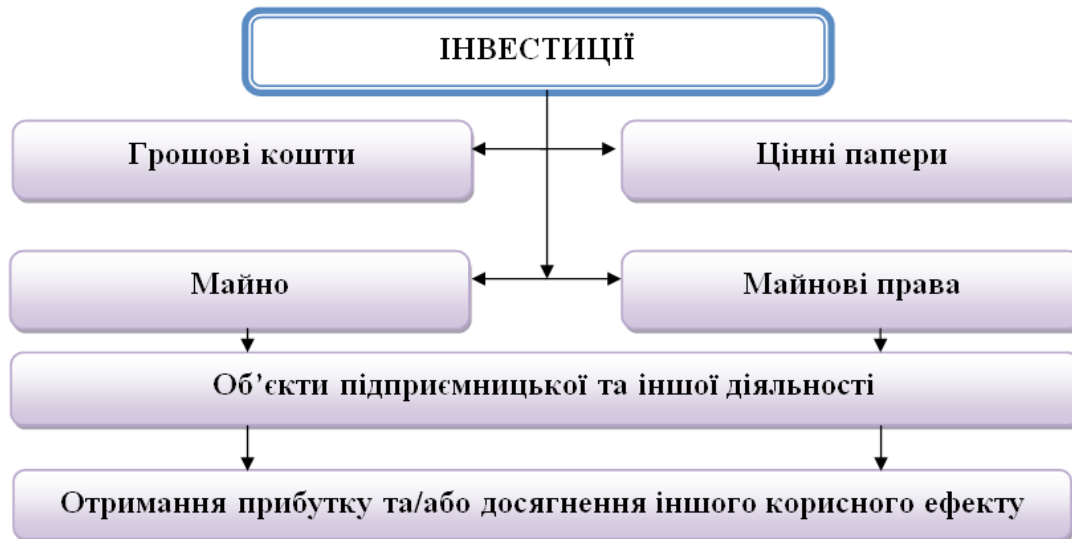 ІНВЕСТИЦІЇ
Грошові кошти
Цінні папери
Майно
Майнові права
Об’єкти підприємницької та іншої діяльності
Отримання прибутку та/або досягнення іншого корисного ефекту